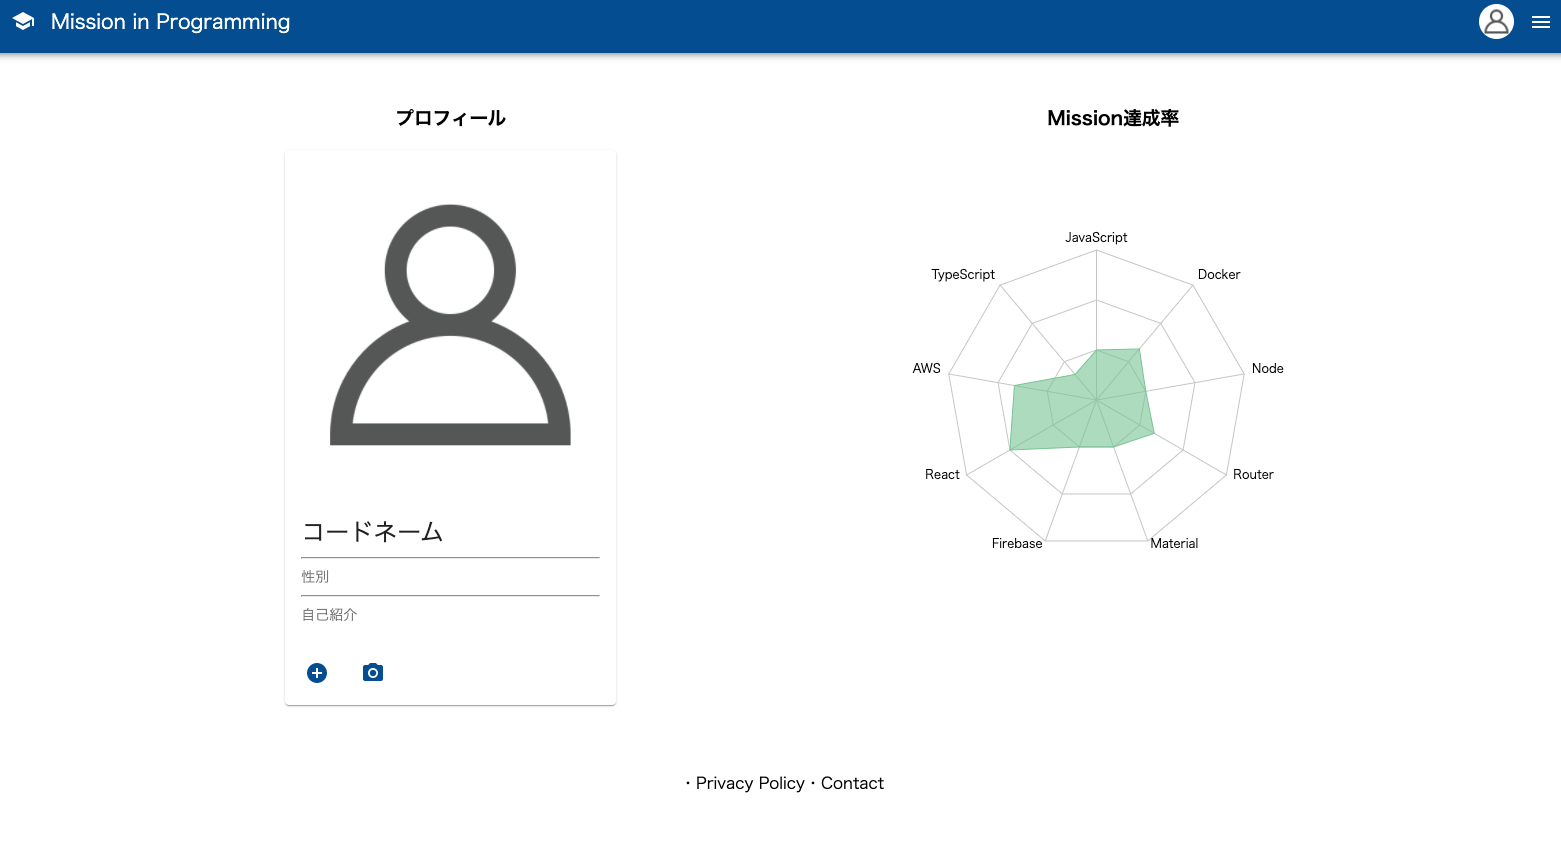 Mission in Programming
プロフィール
コードネーム
性別
自己紹介
Mission達成率
JavaScript
Docker
Node
Router
Material
Firebase
React
AWS
TypeScript
・Privacy Policy・Contact